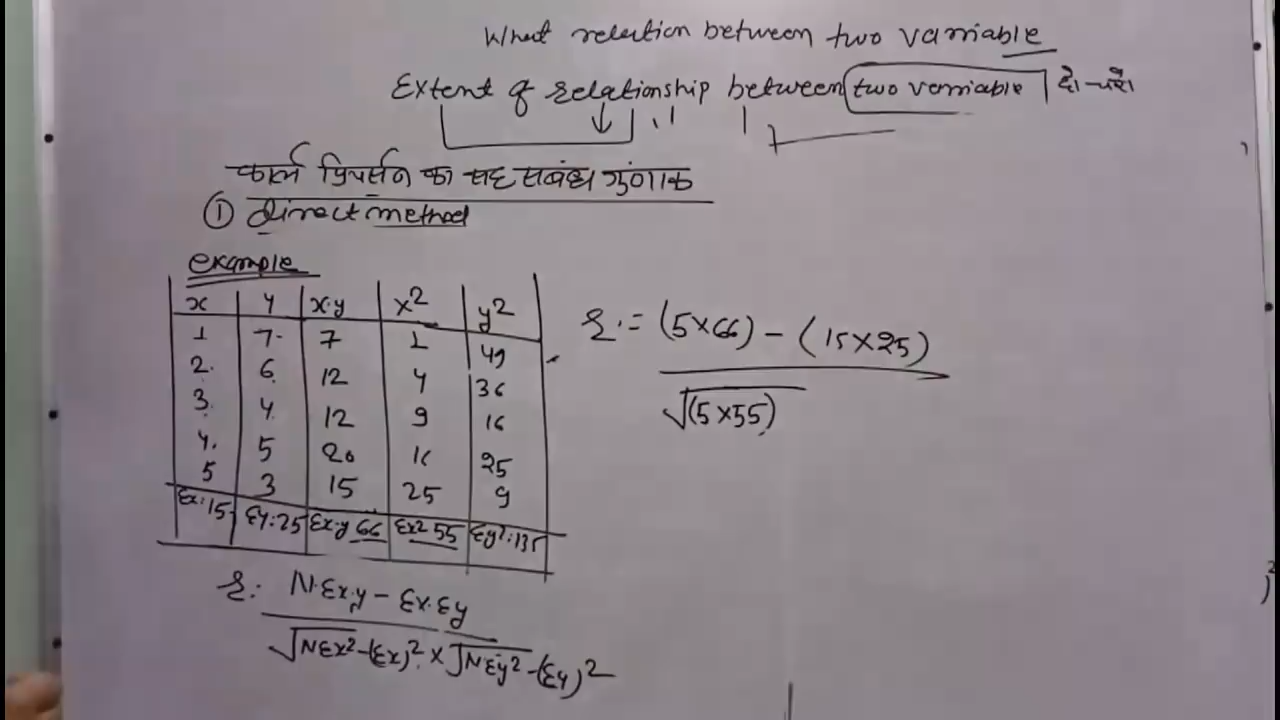 What relation between two variable
Extent of relationship between two variable
कार्ल पियर्सन का सह सबंध गुंणाक
① direct method
example
x y x.y x² y²
1 7. 7 1 49
2. 6 12 4 36
3. 4 12 9 16
4. 5 20 16 25
5 3 15 25 9
Σx:15 Σy:25 Σx.y 66 Σx² 55 Σy²:135
r: N.Σx.y - Σx.Σy
√NΣx² - (Σx)² × √NΣy² - (Σy)²
r. = (5×66) - (15×25)
√(5×55)
)²